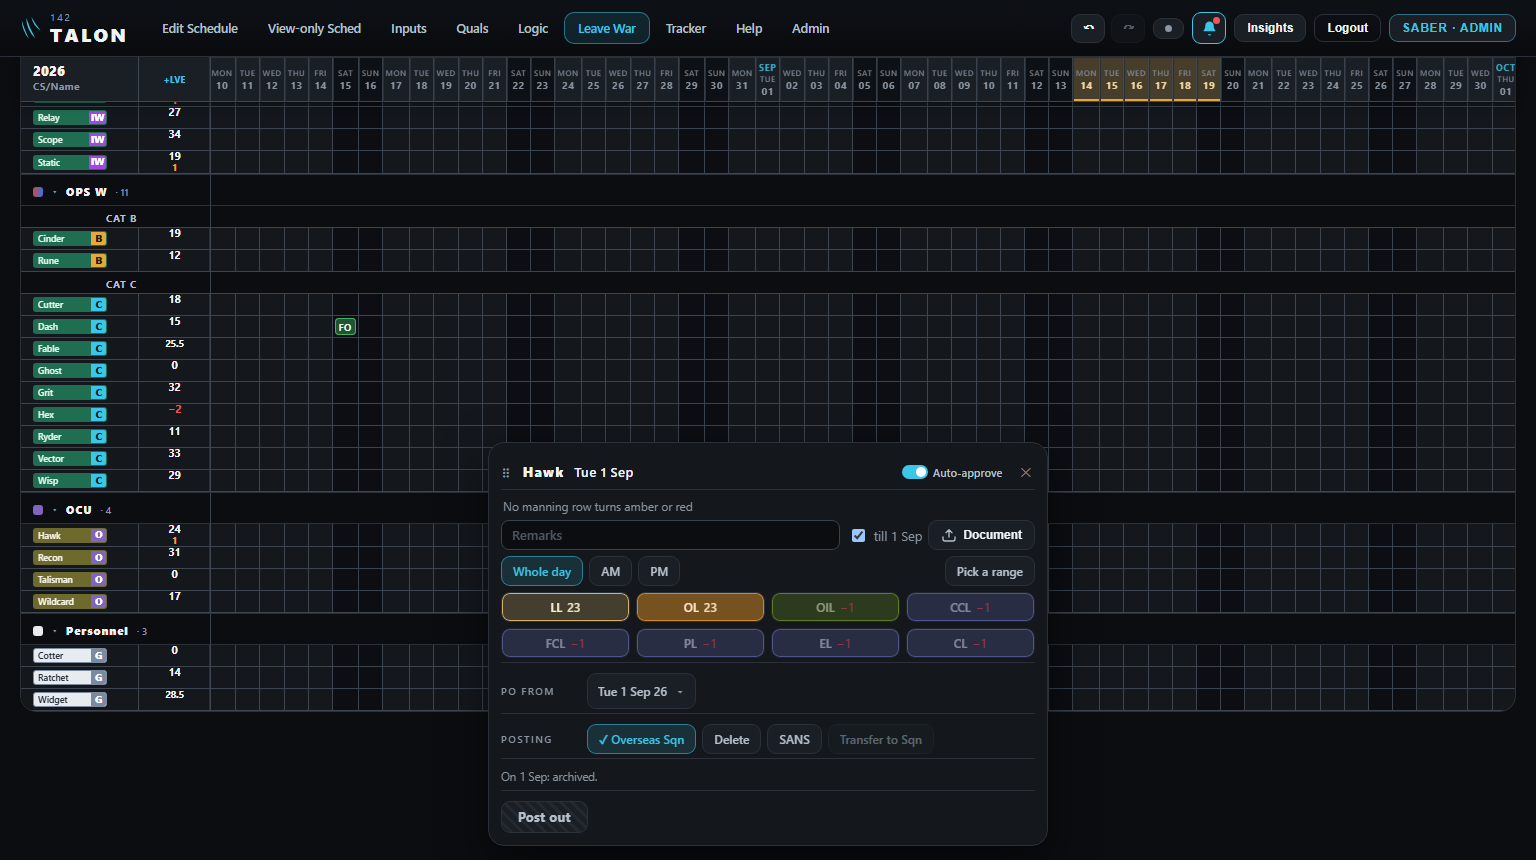 142
TALON
Edit Schedule
View-only Sched
Inputs
Quals
Logic
Leave War
Tracker
Help
Admin
Insights
Logout
SABER · ADMIN
2026
CS/Name
+LVE
MON 10
TUE 11
WED 12
THU 13
FRI 14
SAT 15
SUN 16
MON 17
TUE 18
WED 19
THU 20
FRI 21
SAT 22
SUN 23
MON 24
TUE 25
WED 26
THU 27
FRI 28
SAT 29
SUN 30
MON 31
SEP TUE 01
WED 02
THU 03
FRI 04
SAT 05
SUN 06
MON 07
TUE 08
WED 09
THU 10
FRI 11
SAT 12
SUN 13
MON 14
TUE 15
WED 16
THU 17
FRI 18
SAT 19
SUN 20
MON 21
TUE 22
WED 23
THU 24
FRI 25
SAT 26
SUN 27
MON 28
TUE 29
WED 30
OCT THU 01
Relay IW 27
Scope IW 34
Static IW 19
1
OPS W · 11
CAT B
Cinder B 19
Rune B 12
CAT C
Cutter C 18
Dash C 15 FO
Fable C 25.5
Ghost C 0
Grit C 32
Hex C −2
Ryder C 11
Vector C 33
Wisp C 29
OCU · 4
Hawk O 24
1
Recon O 31
Talisman O 0
Wildcard O 17
Personnel · 3
Cotter G 0
Ratchet G 14
Widget G 28.5
Hawk Tue 1 Sep
Auto-approve
No manning row turns amber or red
Remarks
till 1 Sep
Document
Whole day
AM
PM
Pick a range
LL 23
OL 23
OIL −1
CCL −1
FCL −1
PL −1
EL −1
CL −1
PO FROM
Tue 1 Sep 26
POSTING
✓ Overseas Sqn
Delete
SANS
Transfer to Sqn
On 1 Sep: archived.
Post out